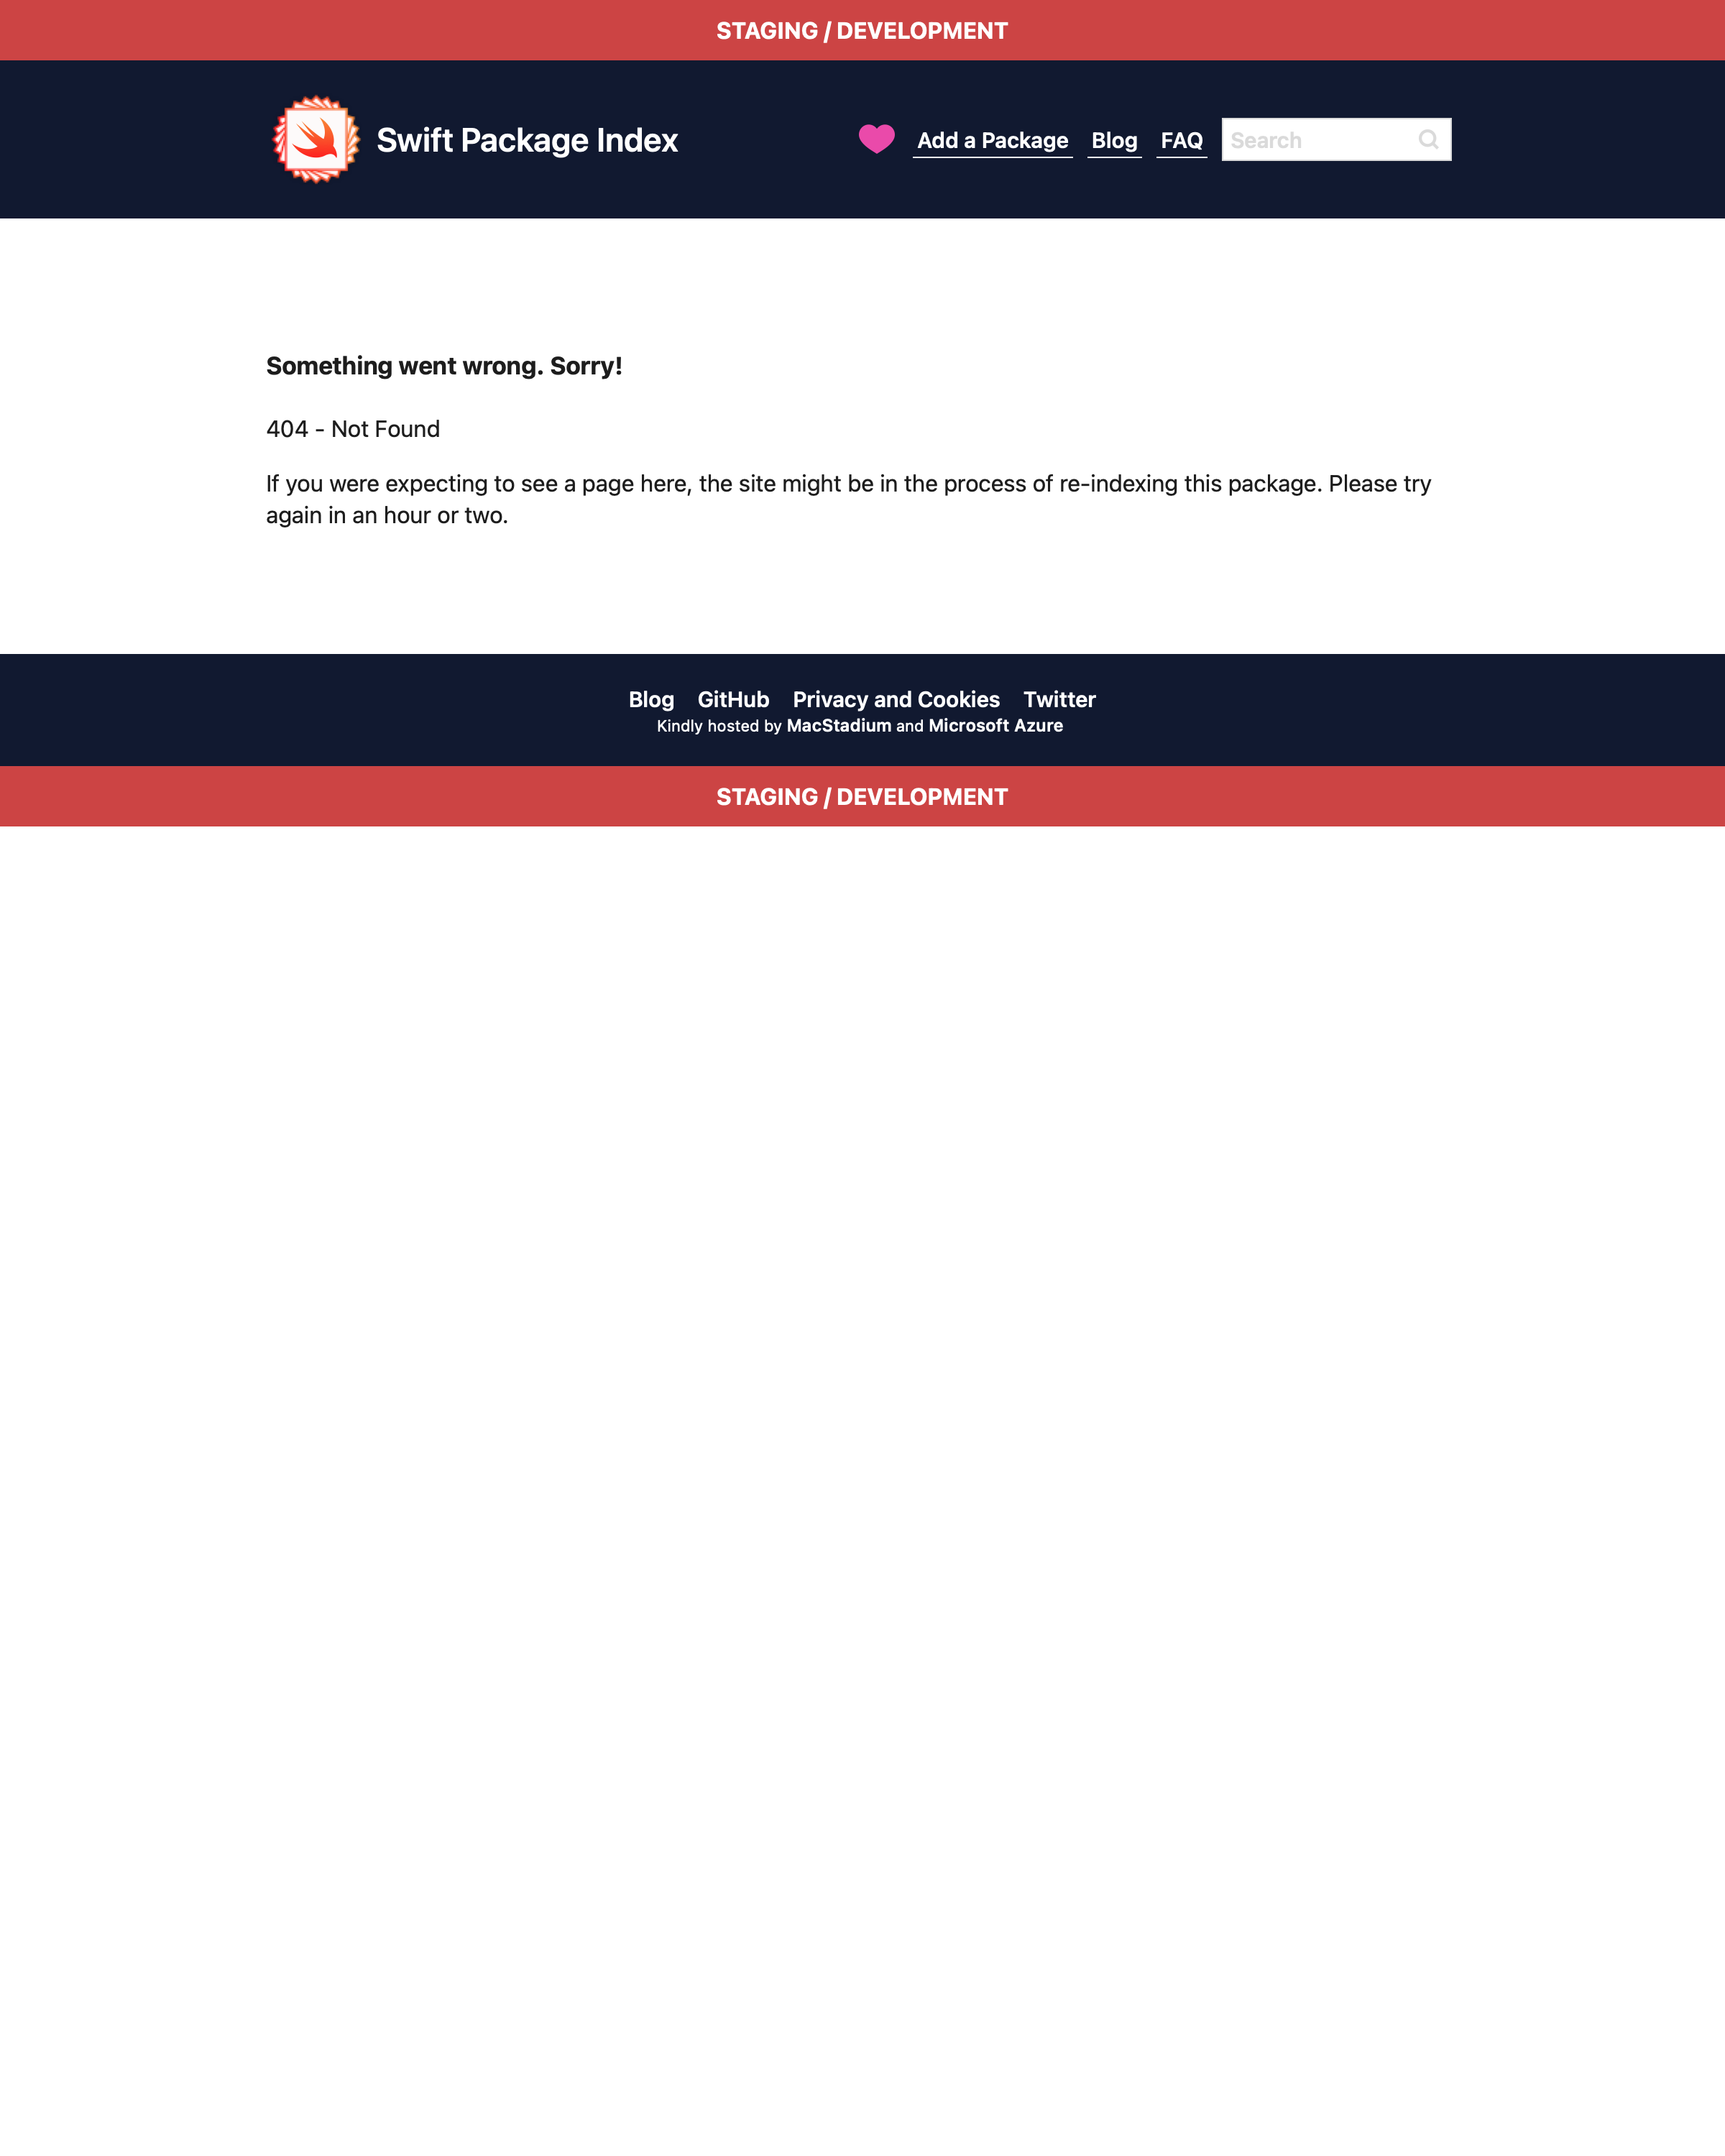 STAGING / DEVELOPMENT
Swift Package Index
Add a Package Blog FAQ Search
Something went wrong. Sorry!
404 - Not Found
If you were expecting to see a page here, the site might be in the process of re-indexing this package. Please try
again in an hour or two.
Blog GitHub Privacy and Cookies Twitter
Kindly hosted by MacStadium and Microsoft Azure
STAGING / DEVELOPMENT